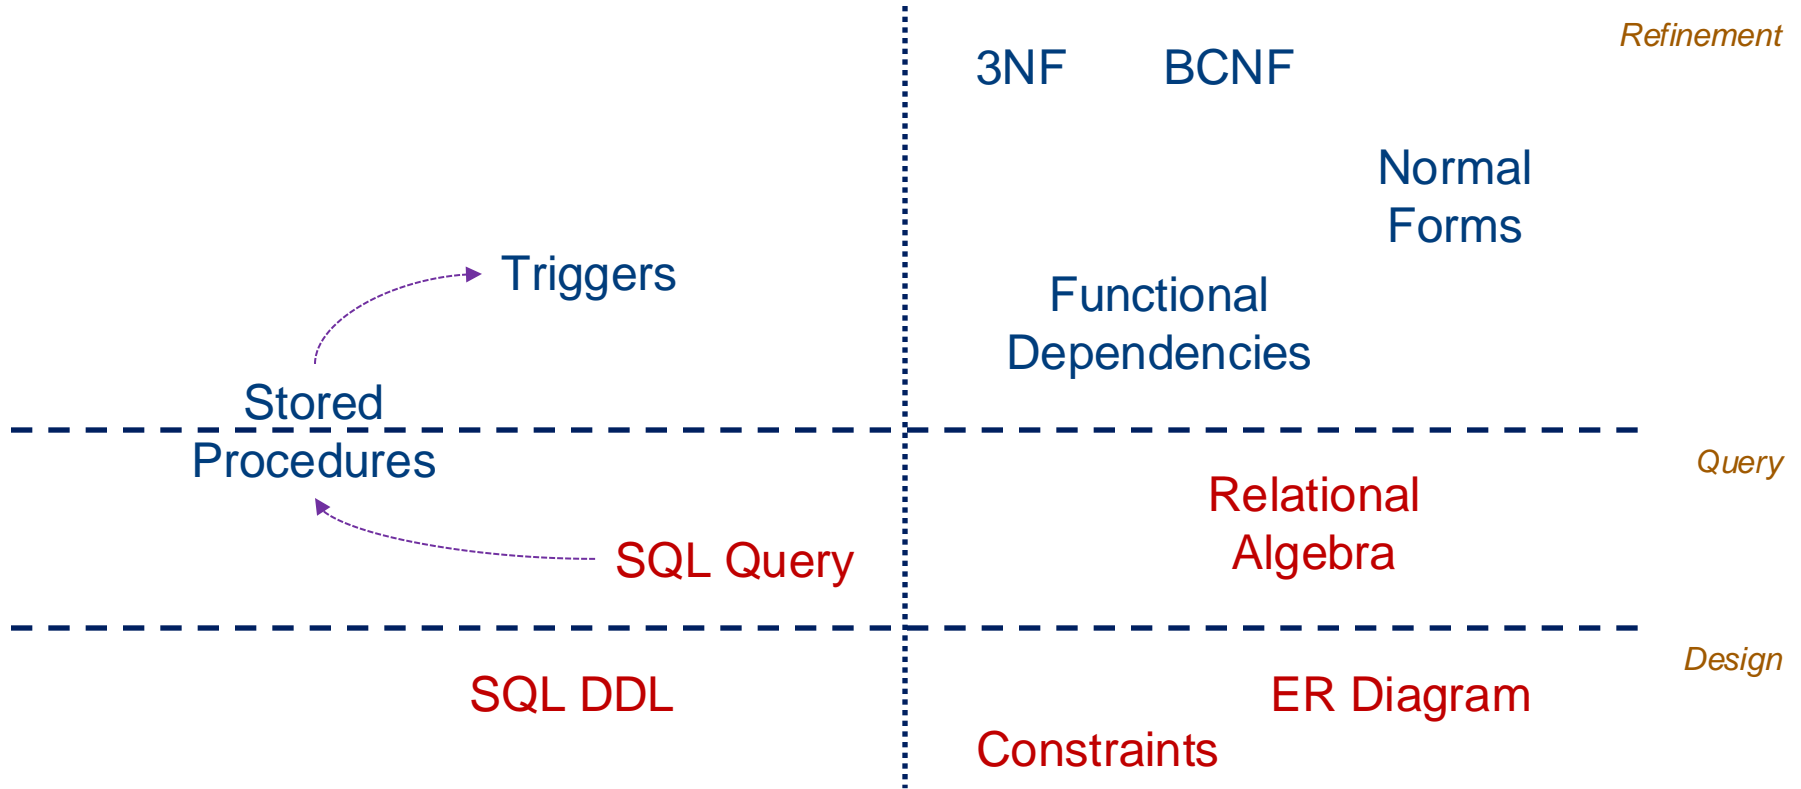 Refinement
3NF
BCNF
Normal
Forms
Triggers
Functional
Dependencies
Stored
Procedures
Query
Relational
Algebra
SQL Query
Design
SQL DDL
ER Diagram
Constraints